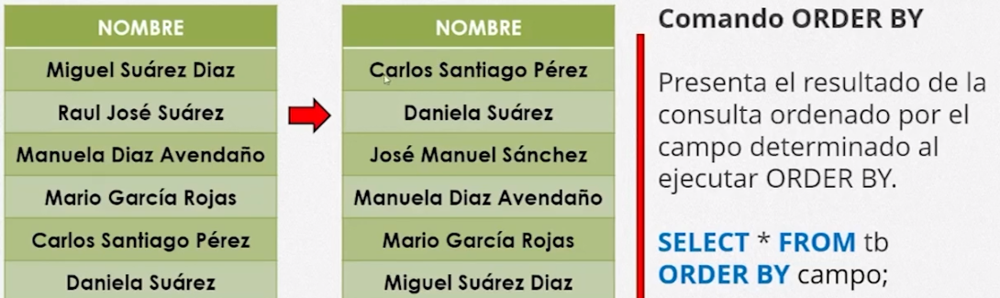 NOMBRE
Miguel Suárez Diaz
Raul José Suárez
Manuela Diaz Avendaño
Mario García Rojas
Carlos Santiago Pérez
Daniela Suárez
NOMBRE
Carlos Santiago Pérez
Daniela Suárez
José Manuel Sánchez
Manuela Diaz Avendaño
Mario García Rojas
Miguel Suárez Diaz
Comando ORDER BY
Presenta el resultado de la
consulta ordenado por el
campo determinado al
ejecutar ORDER BY.
SELECT * FROM tb
ORDER BY campo;